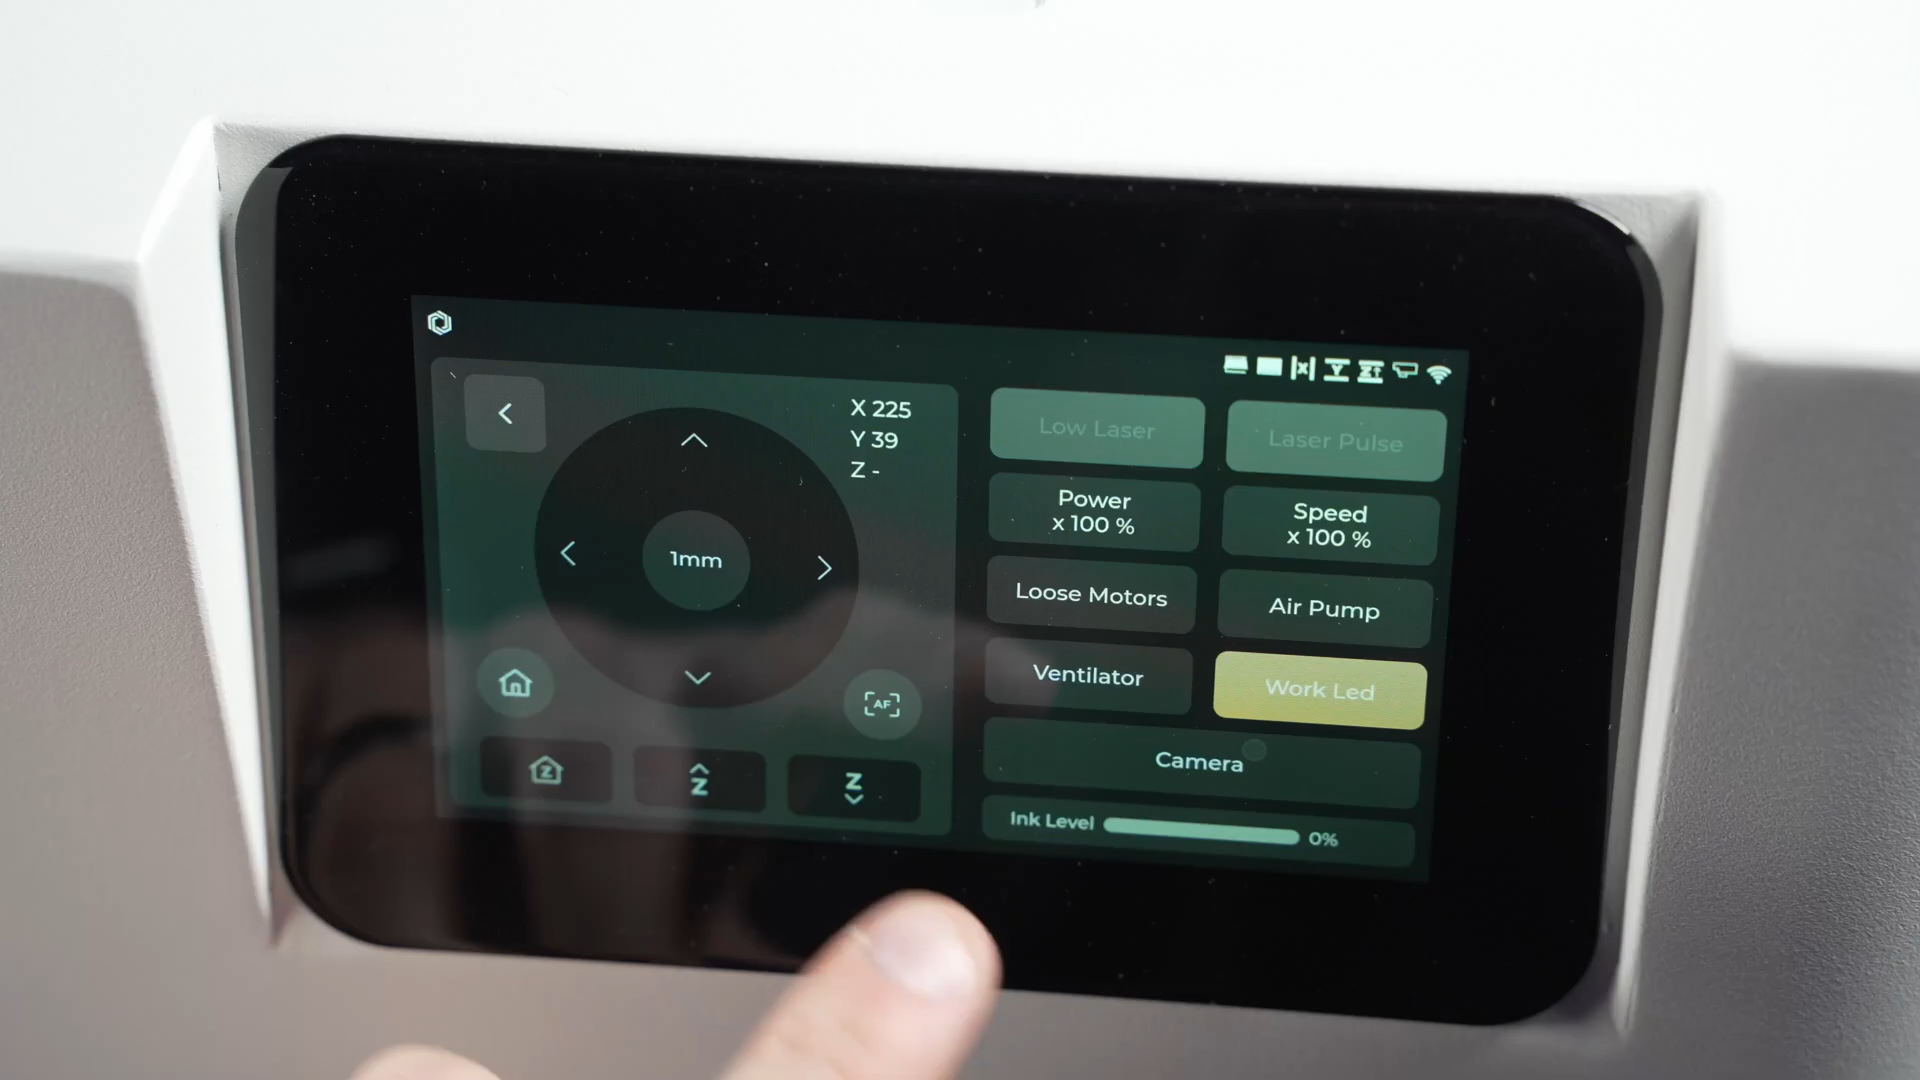 X 225
Y 39
Z -
1mm
AF
Z
Z
Z
X
Y
Z
Low Laser
Laser Pulse
Power
x 100 %
Speed
x 100 %
Loose Motors
Air Pump
Ventilator
Work Led
Camera
Ink Level
0%